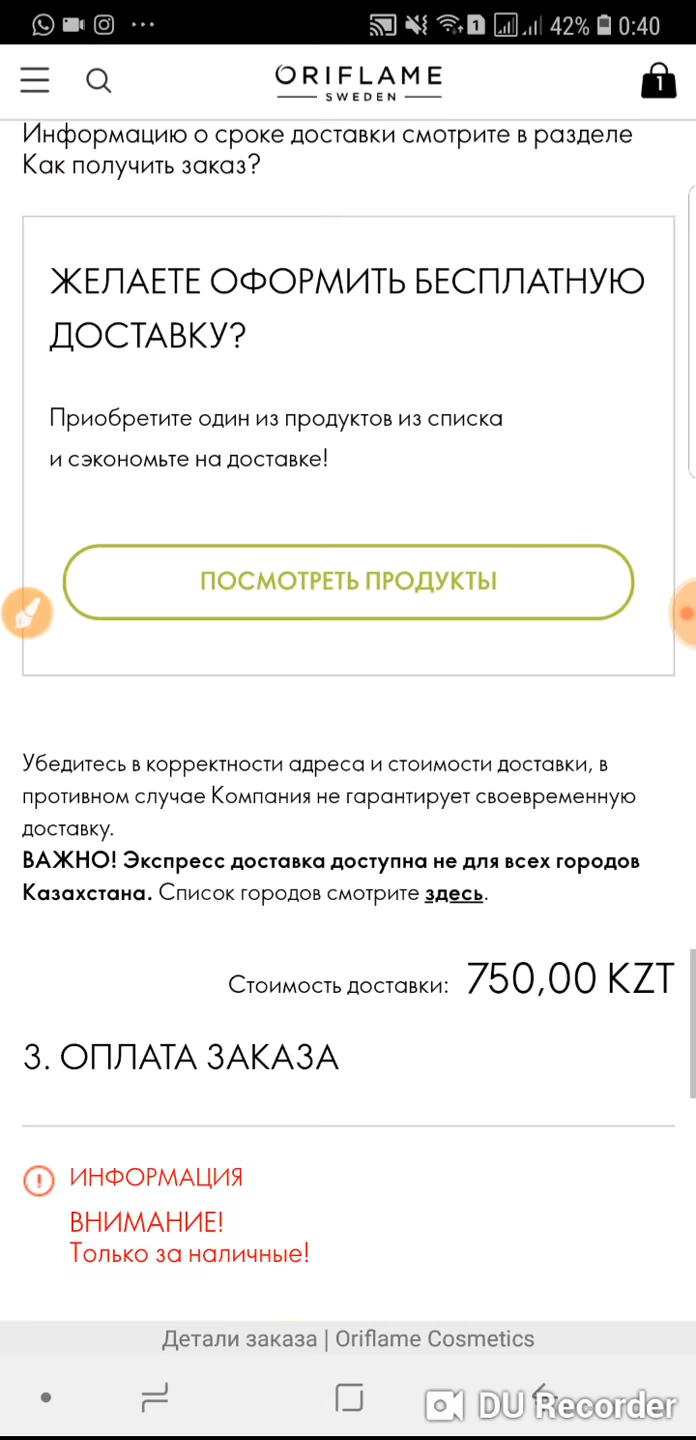 42% 0:40
1
ORIFLAME
SWEDEN
1
Информацию о сроке доставки смотрите в разделе
Как получить заказ?
ЖЕЛАЕТЕ ОФОРМИТЬ БЕСПЛАТНУЮ
ДОСТАВКУ?
Приобретите один из продуктов из списка
и сэкономьте на доставке!
ПОСМОТРЕТЬ ПРОДУКТЫ
Убедитесь в корректности адреса и стоимости доставки, в
противном случае Компания не гарантирует своевременную
доставку.
ВАЖНО! Экспресс доставка доступна не для всех городов
Казахстана. Список городов смотрите здесь.
Стоимость доставки: 750,00 KZT
3. ОПЛАТА ЗАКАЗА
ИНФОРМАЦИЯ
ВНИМАНИЕ!
Только за наличные!
Детали заказа | Oriflame Cosmetics
DU Recorder